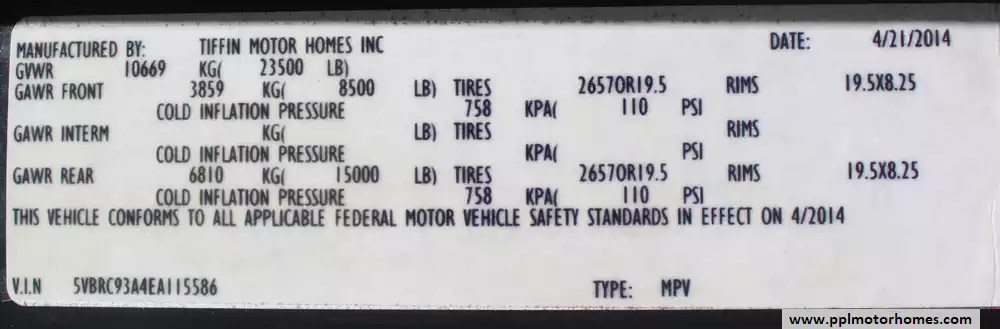 MANUFACTURED BY: TIFFIN MOTOR HOMES INC DATE: 4/21/2014
GVWR 10669 KG( 23500 LB)
GAWR FRONT 3859 KG( 8500 LB) TIRES 26570R19.5 RIMS 19.5X8.25
COLD INFLATION PRESSURE 758 KPA( 110 PSI
GAWR INTERM KG( LB) TIRES RIMS
COLD INFLATION PRESSURE KPA( PSI
GAWR REAR 6810 KG( 15000 LB) TIRES 26570R19.5 RIMS 19.5X8.25
COLD INFLATION PRESSURE 758 KPA( 110 PSI
THIS VEHICLE CONFORMS TO ALL APPLICABLE FEDERAL MOTOR VEHICLE SAFETY STANDARDS IN EFFECT ON 4/2014
V.I.N 5VBRC93A4EA115586 TYPE: MPV
www.pplmotorhomes.com